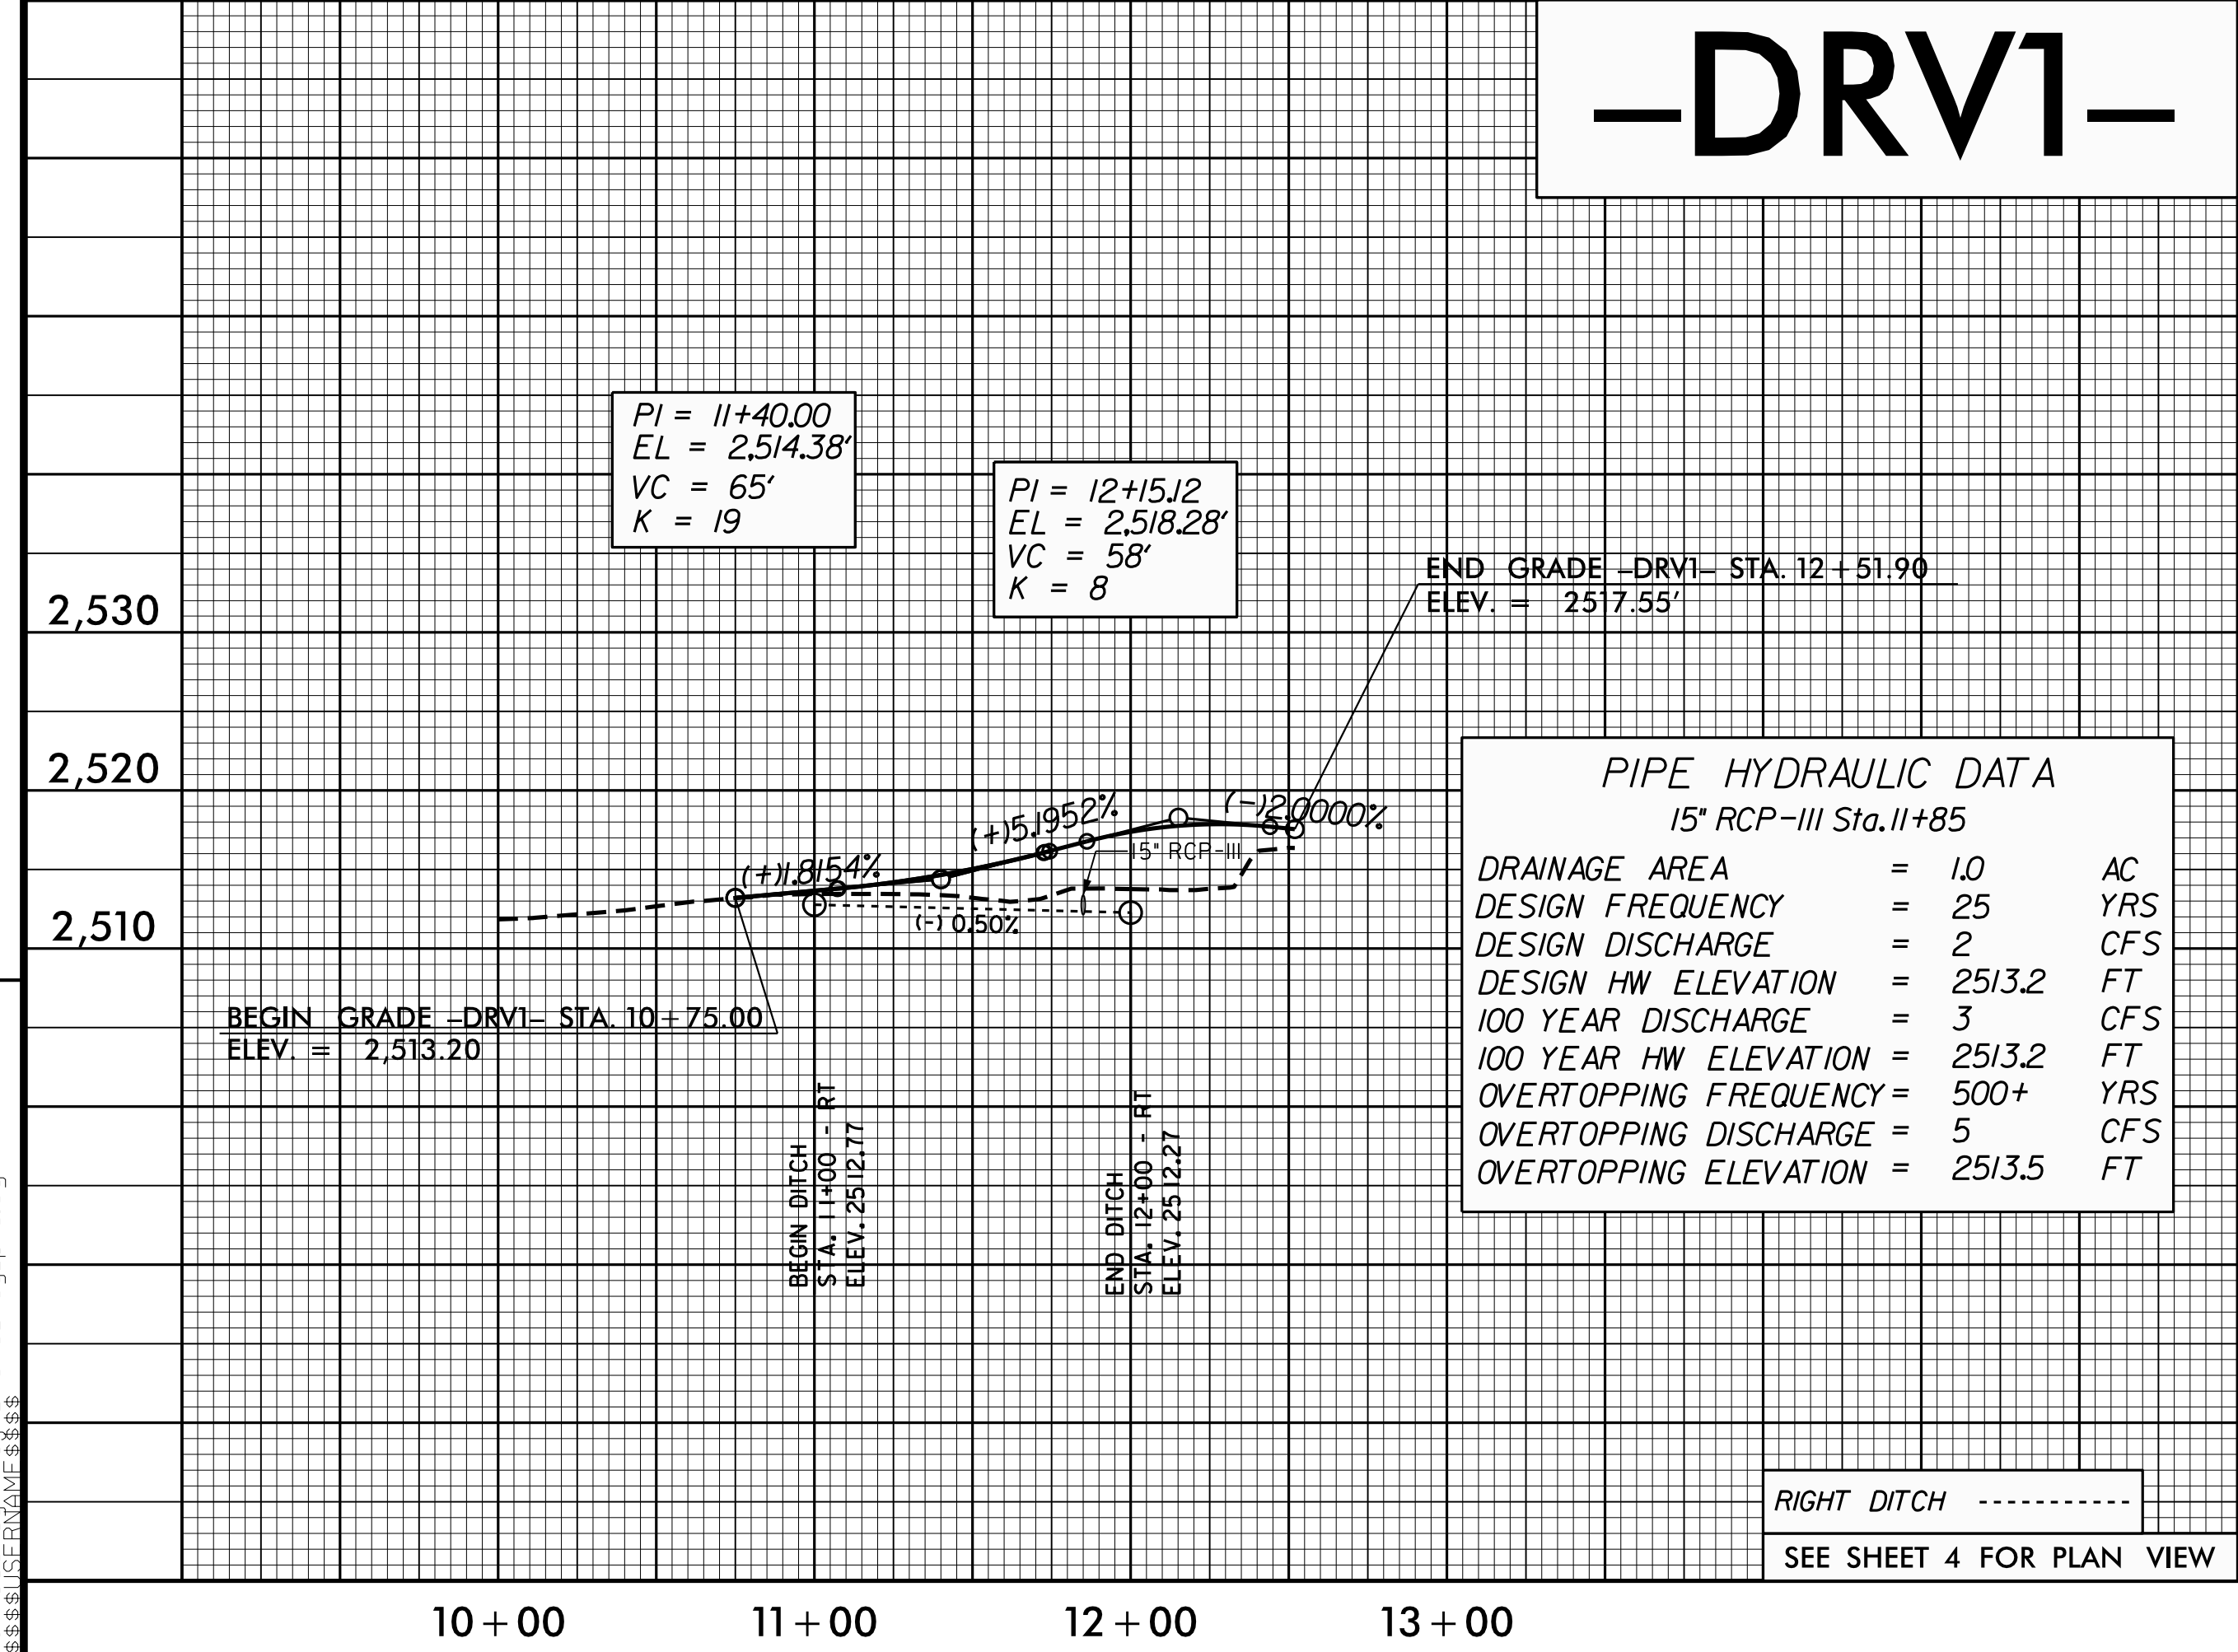 –DRV1–
PI = 11+40.00
EL = 2,514.38'
VC = 65'
K = 19
PI = 12+15.12
EL = 2,518.28'
VC = 58'
K = 8
END GRADE –DRV1– STA. 12+51.90
ELEV. = 2517.55'
2,530
2,520
2,510
(+)1.8154%
(+)5.1952%
(-)2.0000%
15" RCP-III
(-) 0.50%
BEGIN GRADE –DRV1– STA. 10+75.00
ELEV. = 2,513.20
BEGIN DITCH
STA. 11+00 - RT
ELEV. 2512.77
END DITCH
STA. 12+00 - RT
ELEV. 2512.27
PIPE HYDRAULIC DATA
15" RCP-III Sta. 11+85
DRAINAGE AREA = 1.0 AC
DESIGN FREQUENCY = 25 YRS
DESIGN DISCHARGE = 2 CFS
DESIGN HW ELEVATION = 2513.2 FT
100 YEAR DISCHARGE = 3 CFS
100 YEAR HW ELEVATION = 2513.2 FT
OVERTOPPING FREQUENCY = 500+ YRS
OVERTOPPING DISCHARGE = 5 CFS
OVERTOPPING ELEVATION = 2513.5 FT
RIGHT DITCH
SEE SHEET 4 FOR PLAN VIEW
10+00 11+00 12+00 13+00
$$$$USERNAME$$$$